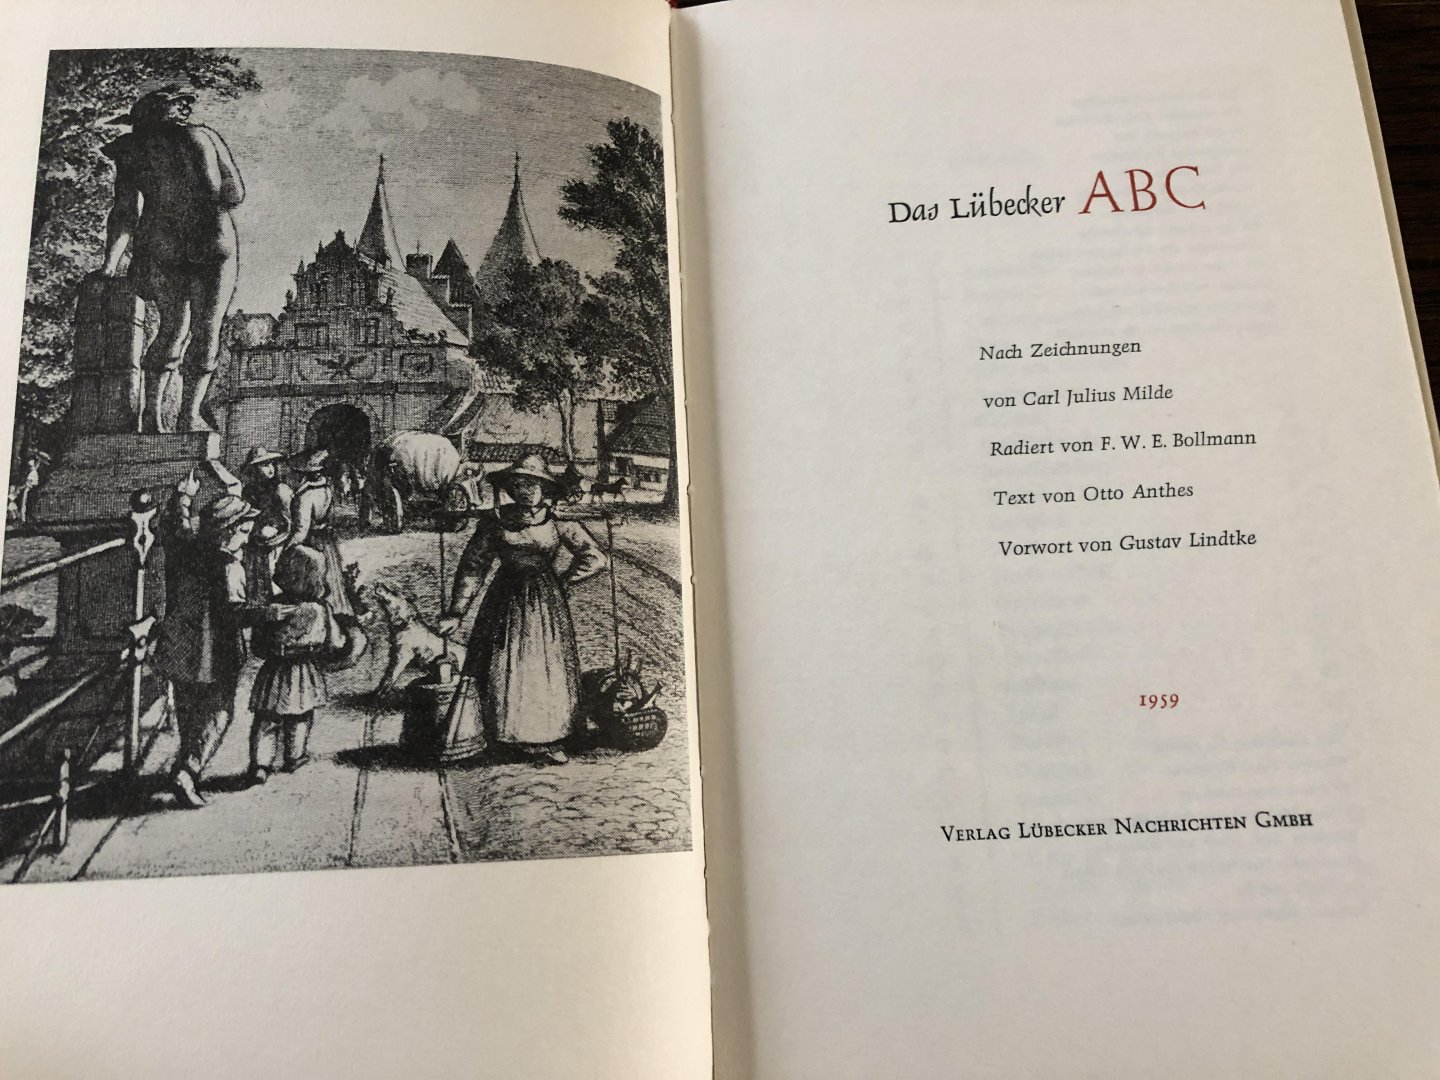 Das Lübecker ABC
Nach Zeichnungen
von Carl Julius Milde
Radiert von F. W. E. Bollmann
Text von Otto Anthes
Vorwort von Gustav Lindtke
1959
VERLAG LÜBECKER NACHRICHTEN GMBH